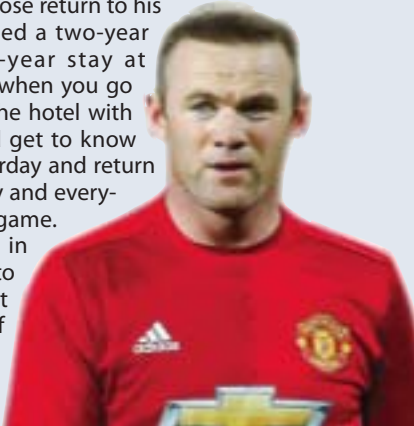 ose return to his
ed a two-year
-year stay at
when you go
ne hotel with
get to know
rday and return
y and every-
game.
in
to
t
f
adidas